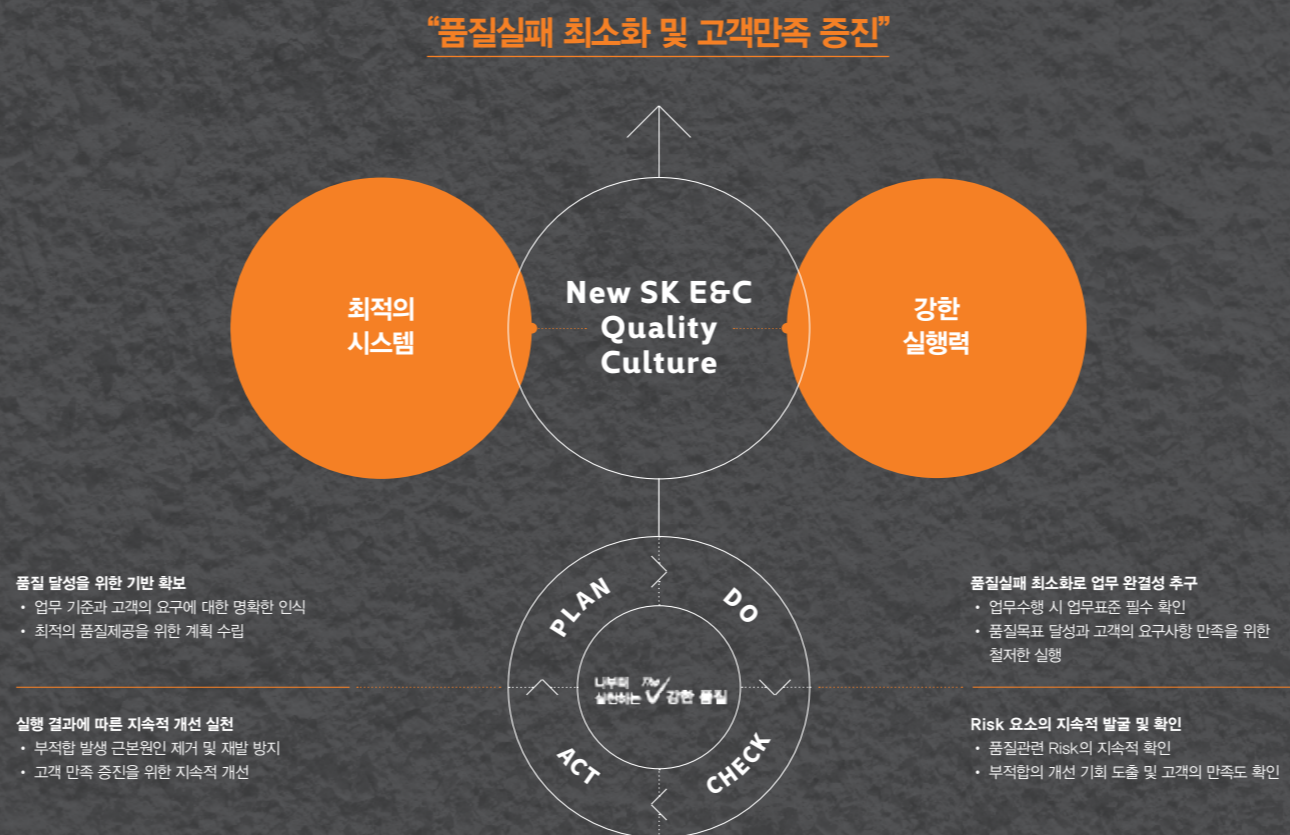 “품질실패 최소화 및 고객만족 증진”
최적의
시스템
New SK E&C
Quality
Culture
강한
실행력
품질 달성을 위한 기반 확보
• 업무 기준과 고객의 요구에 대한 명확한 인식
• 최적의 품질제공을 위한 계획 수립
PLAN
DO
품질실패 최소화로 업무 완결성 추구
• 업무수행 시 업무표준 필수 확인
• 품질목표 달성과 고객의 요구사항 만족을 위한
철저한 실행
나부터
실천하는
The
강한 품질
실행 결과에 따른 지속적 개선 실천
• 부적합 발생 근본원인 제거 및 재발 방지
• 고객 만족 증진을 위한 지속적 개선
ACT
CHECK
Risk 요소의 지속적 발굴 및 확인
• 품질관련 Risk의 지속적 확인
• 부적합의 개선 기회 도출 및 고객의 만족도 확인